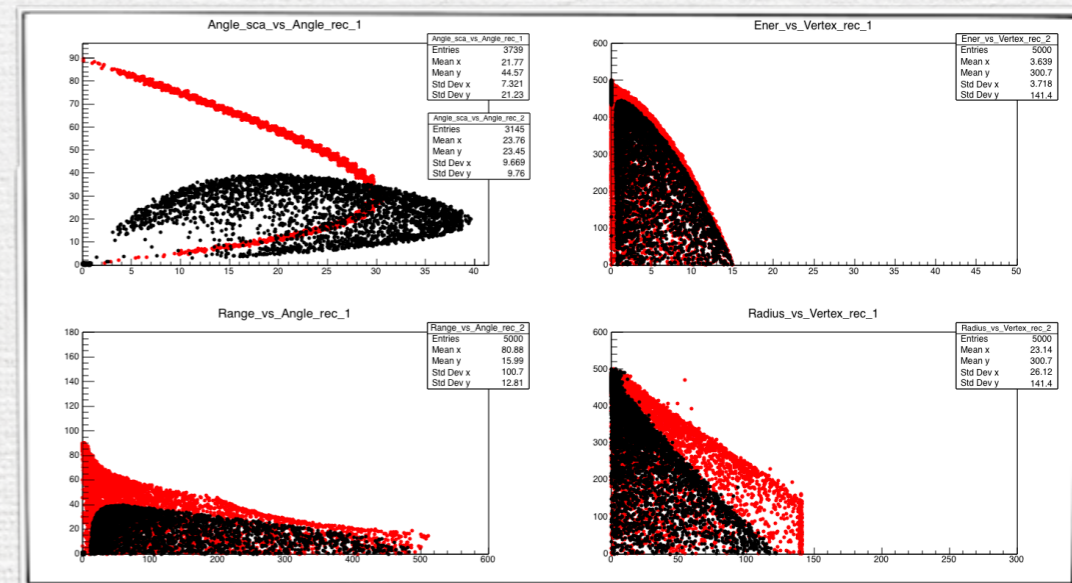 Angle_sca_vs_Angle_rec_1
Angle_sca_vs_Angle_rec_1
Entries 3739
Mean x 21.77
Mean y 44.57
Std Dev x 7.321
Std Dev y 21.23
Angle_sca_vs_Angle_rec_2
Entries 3145
Mean x 23.76
Mean y 23.45
Std Dev x 9.669
Std Dev y 9.76
90
80
70
60
50
40
30
20
10
0
0 5 10 15 20 25 30 35 40
Ener_vs_Vertex_rec_1
Ener_vs_Vertex_rec_2
Entries 5000
Mean x 3.639
Mean y 300.7
Std Dev x 3.718
Std Dev y 141.4
600
500
400
300
200
100
0
0 5 10 15 20 25 30 35 40 45 50
Range_vs_Angle_rec_1
Range_vs_Angle_rec_2
Entries 5000
Mean x 80.88
Mean y 15.99
Std Dev x 100.7
Std Dev y 12.81
180
160
140
120
100
80
60
40
20
0
0 100 200 300 400 500 600
Radius_vs_Vertex_rec_1
Radius_vs_Vertex_rec_2
Entries 5000
Mean x 23.14
Mean y 300.7
Std Dev x 26.12
Std Dev y 141.4
600
500
400
300
200
100
0
0 50 100 150 200 250 300